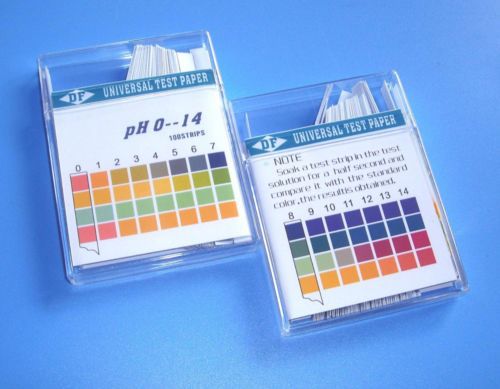 DF UNIVERSAL TEST PAPER
pH 0--14
100STRIPS
0 1 2 3 4 5 6 7
DF UNIVERSAL TEST PAPER
NOTE
Soak a test strip in the test
solution for a half second and
compare it with the standard
color,the resultis obtained.
8 9 10 11 12 13 14